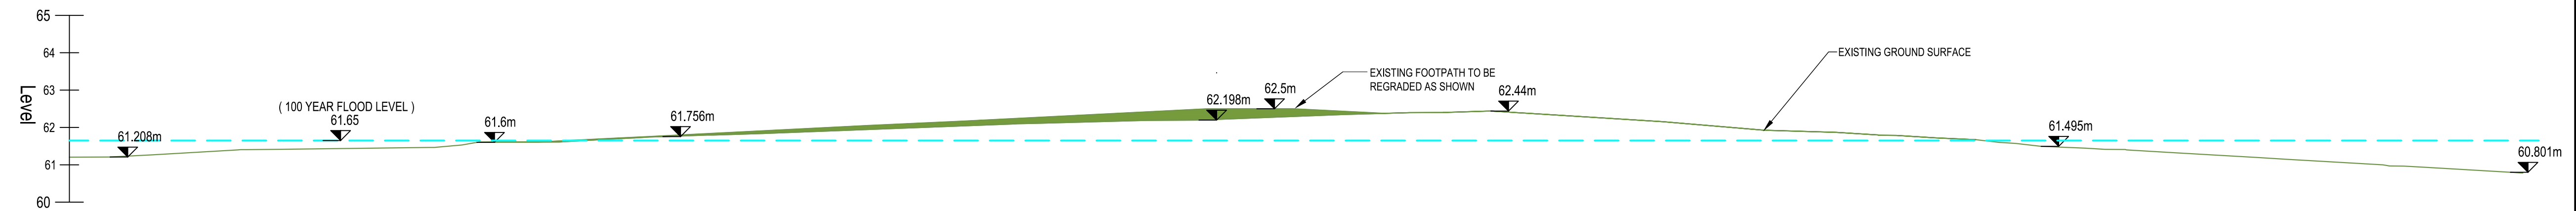 65
64
63
62
61
60
Level
61.208m
( 100 YEAR FLOOD LEVEL )
61.65
61.6m
61.756m
62.198m
62.5m
EXISTING FOOTPATH TO BE
REGRADED AS SHOWN
62.44m
EXISTING GROUND SURFACE
61.495m
60.801m